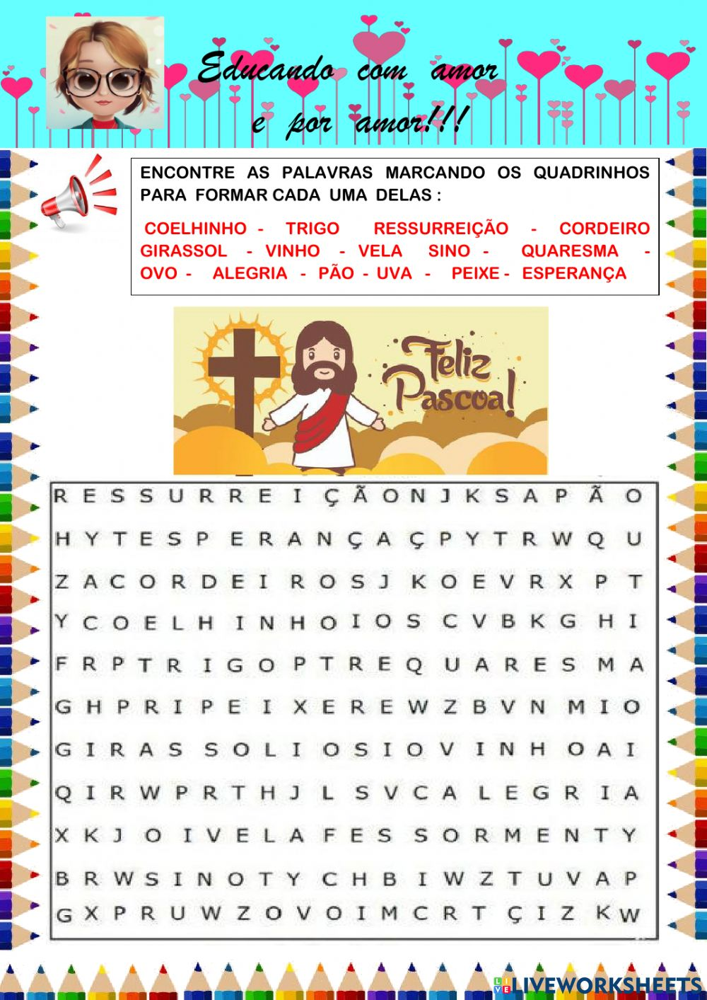 Educando com amor
e por amor!!!
ENCONTRE AS PALAVRAS MARCANDO OS QUADRINHOS
PARA FORMAR CADA UMA DELAS :
COELHINHO - TRIGO RESSURREIÇÃO - CORDEIRO
GIRASSOL - VINHO - VELA SINO - QUARESMA -
OVO - ALEGRIA - PÃO - UVA - PEIXE - ESPERANÇA
Feliz
Pascoa!
R E S S U R R E I Ç Ã O N J K S A P Ã O
H Y T E S P E R A N Ç A Ç P Y T R W Q U
Z A C O R D E I R O S J K O E V R X P T
Y C O E L H I N H O I O S C V B K G H I
F R P T R I G O P T R E Q U A R E S M A
G H P R I P E I X E R E W Z B V N M I O
G I R A S S O L I O S I O V I N H O A I
Q I R W P R T H J L S V C A L E G R I A
X K J O I V E L A F E S S O R M E N T Y
B R W S I N O T Y C H B I W Z T U V A P
G X P R U W Z O V O I M C R T Ç I Z K W
LIVE LIVEWORKSHEETS